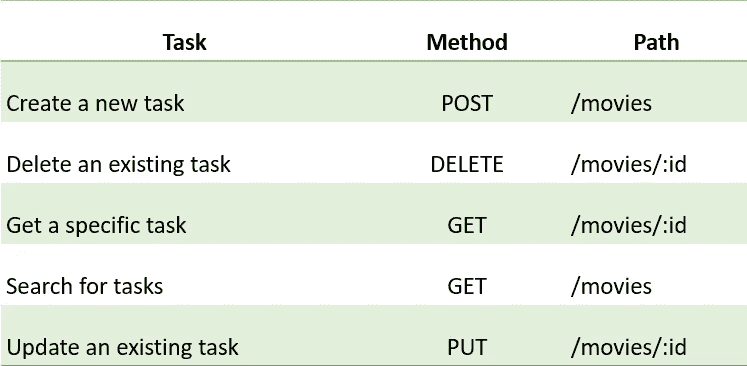 Task Method Path
Create a new task POST /movies
Delete an existing task DELETE /movies/:id
Get a specific task GET /movies/:id
Search for tasks GET /movies
Update an existing task PUT /movies/:id